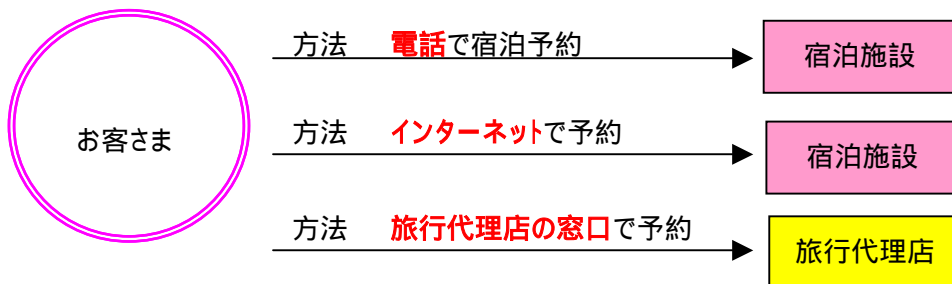 方法 電話で宿泊予約
宿泊施設
お客さま
方法 インターネットで予約
宿泊施設
方法 旅行代理店の窓口で予約
旅行代理店